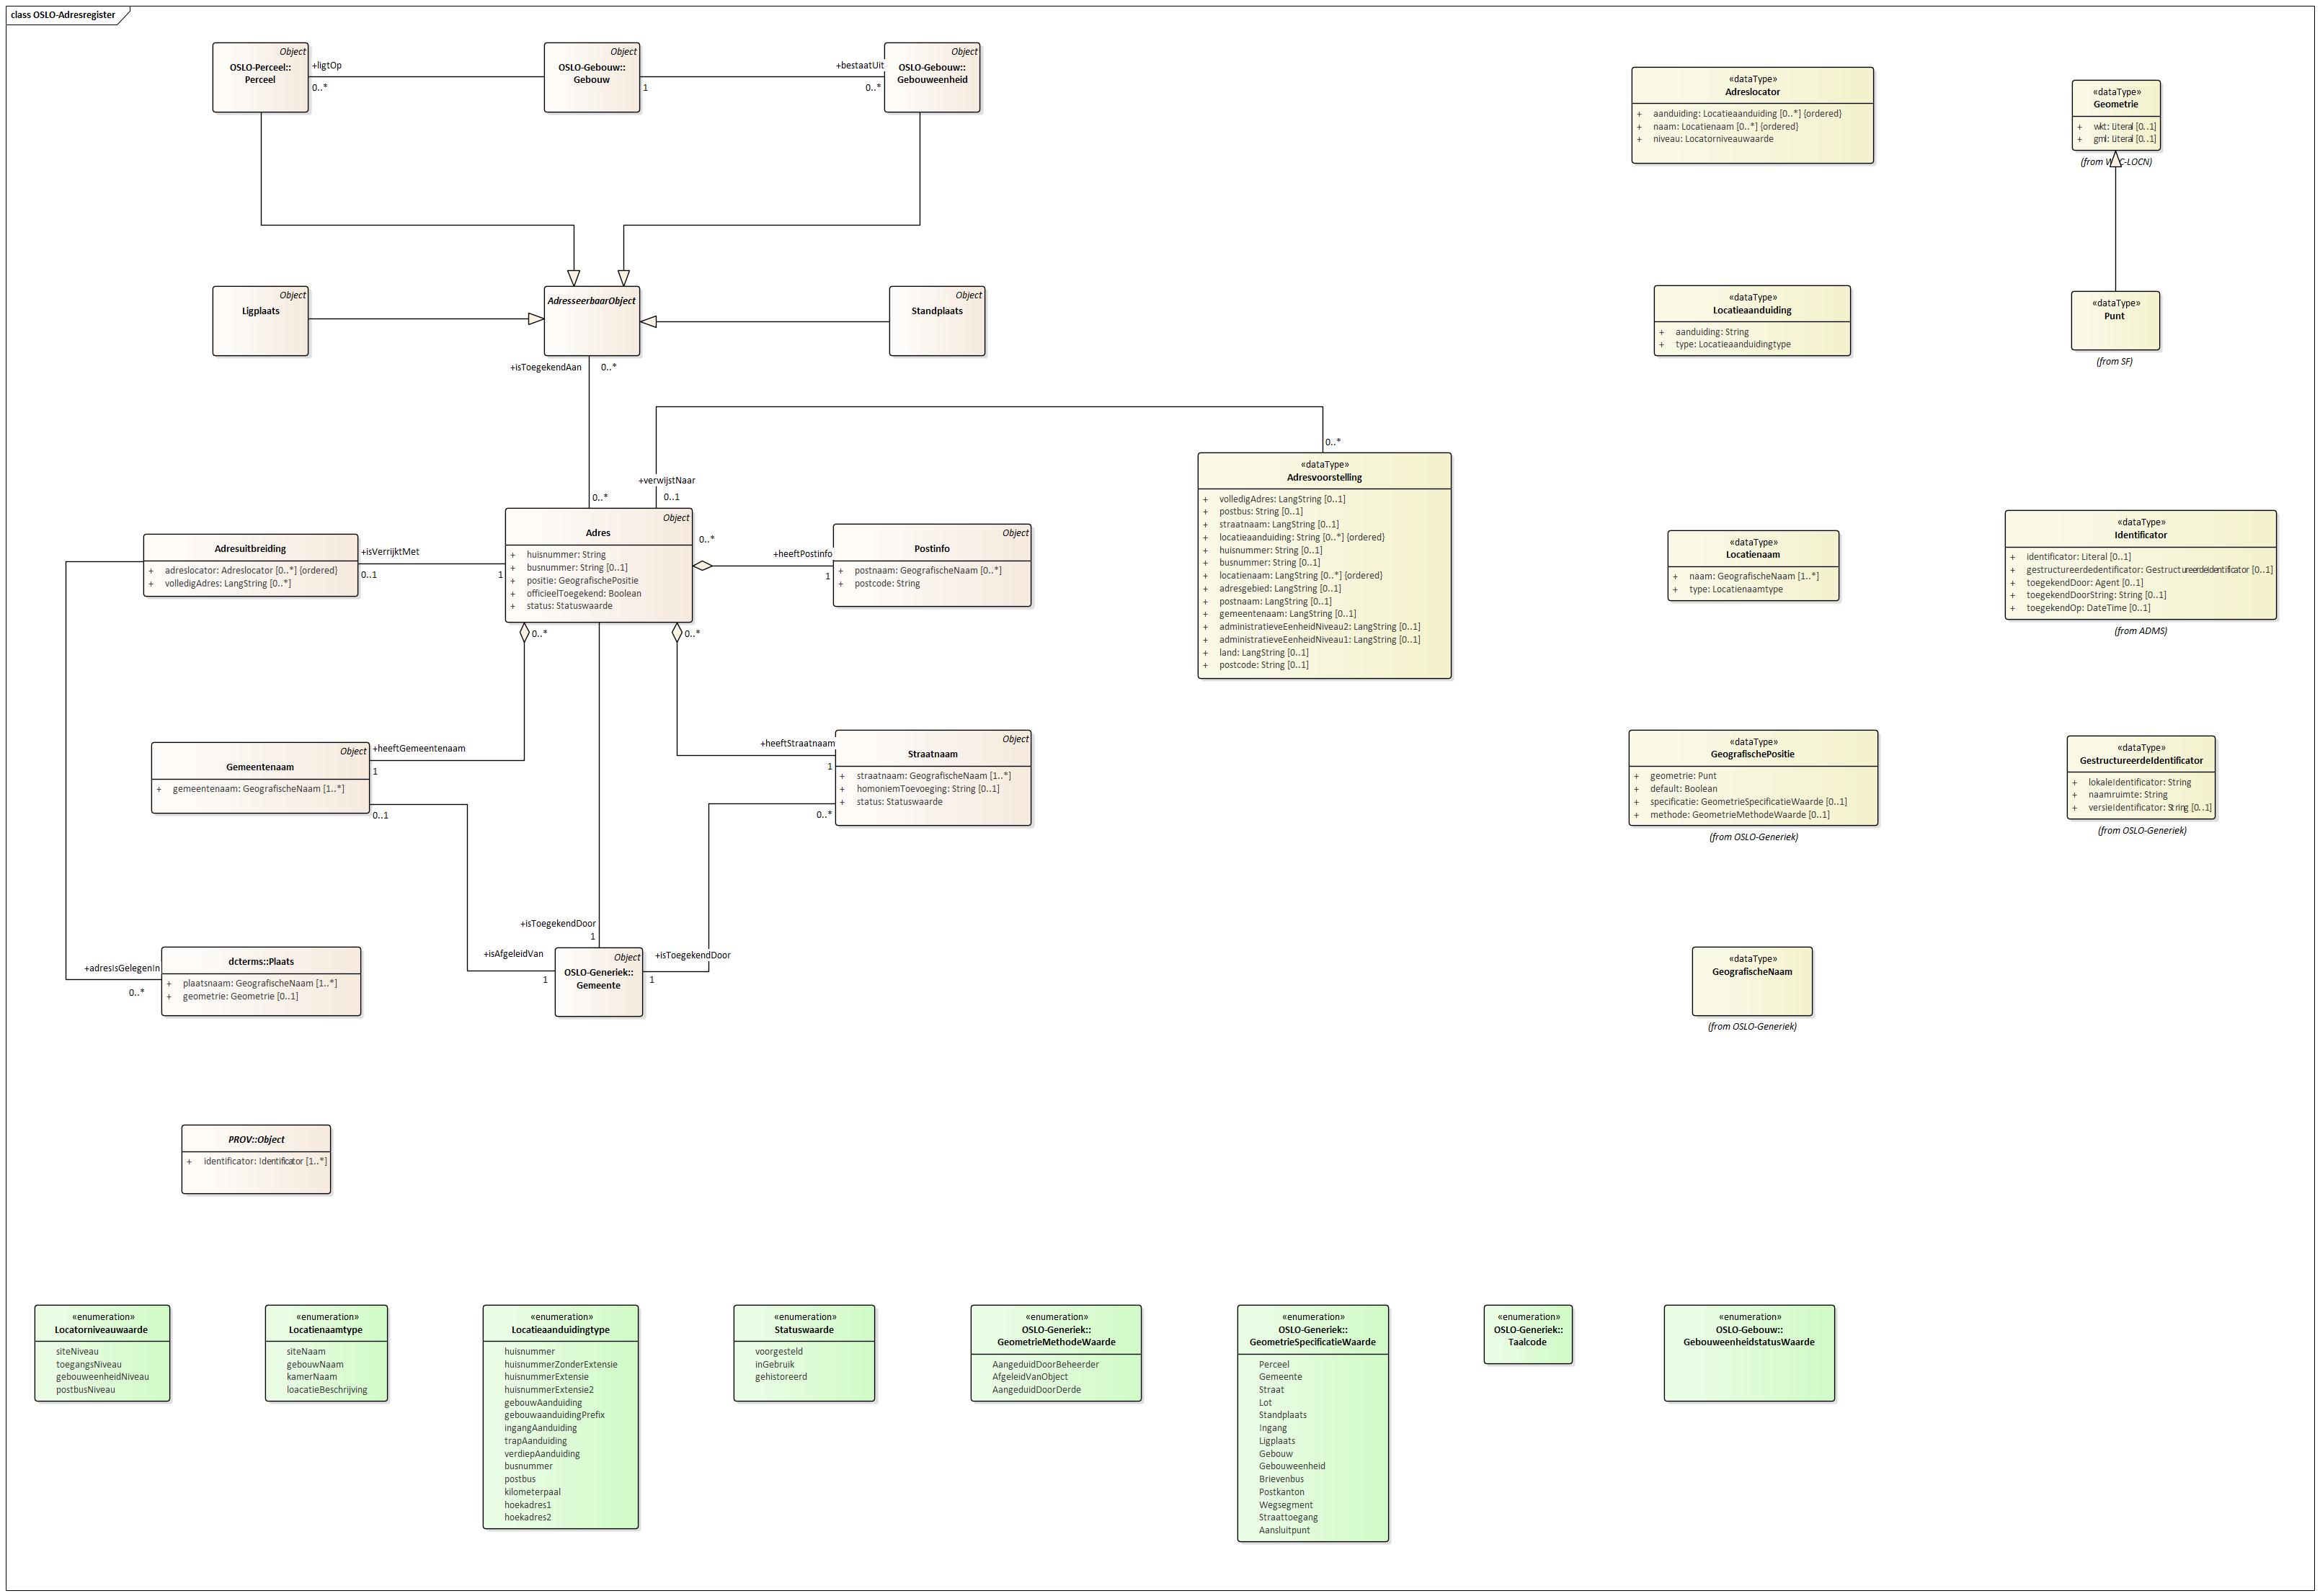 class OSLO-Adresregister
Object
OSLO-Perceel::
Perceel
+ligtOp
0..*
Object
OSLO-Gebouw::
Gebouw
1
+bestaatUit
0..*
Object
OSLO-Gebouw::
Gebouweenheid
Object
Ligplaats
AdresseerbaarObject
Object
Standplaats
+isToegekendAan
0..*
0..*
+verwijstNaar
0..1
0..*
Object
Adres
+ huisnummer: String
+ busnummer: String [0..1]
+ positie: GeografischePositie
+ officieelToegekend: Boolean
+ status: Statuswaarde
Adresuitbreiding
+ adreslocator: Adreslocator [0..*] {ordered}
+ volledigAdres: LangString [0..*]
+isVerrijktMet
0..1
1
0..*
+heeftPostinfo
1
Object
Postinfo
+ postnaam: GeografischeNaam [0..*]
+ postcode: String
0..*
0..*
Object
Gemeentenaam
+ gemeentenaam: GeografischeNaam [1..*]
+heeftGemeentenaam
1
0..1
+heeftStraatnaam
1
0..*
Object
Straatnaam
+ straatnaam: GeografischeNaam [1..*]
+ homoniemToevoeging: String [0..1]
+ status: Statuswaarde
+isToegekendDoor
1
+isAfgeleidVan
1
+isToegekendDoor
1
Object
OSLO-Generiek::
Gemeente
+adresIsGelegenIn
0..*
dcterms::Plaats
+ plaatsnaam: GeografischeNaam [1..*]
+ geometrie: Geometrie [0..1]
PROV::Object
+ identificator: Identificator [1..*]
«dataType»
Adresvoorstelling
+ volledigAdres: LangString [0..1]
+ postbus: String [0..1]
+ straatnaam: LangString [0..1]
+ locatieaanduiding: String [0..*] {ordered}
+ huisnummer: String [0..1]
+ busnummer: String [0..1]
+ locatienaam: LangString [0..*] {ordered}
+ adresgebied: LangString [0..1]
+ postnaam: LangString [0..1]
+ gemeentenaam: LangString [0..1]
+ administratieveEenheidNiveau2: LangString [0..1]
+ administratieveEenheidNiveau1: LangString [0..1]
+ land: LangString [0..1]
+ postcode: String [0..1]
«dataType»
Adreslocator
+ aanduiding: Locatieaanduiding [0..*] {ordered}
+ naam: Locatienaam [0..*] {ordered}
+ niveau: Locatorniveauwaarde
«dataType»
Geometrie
+ wkt: Literal [0..1]
+ gml: Literal [0..1]
(from W3C-LOCN)
«dataType»
Locatieaanduiding
+ aanduiding: String
+ type: Locatieaanduidingtype
«dataType»
Punt
(from SF)
«dataType»
Locatienaam
+ naam: GeografischeNaam [1..*]
+ type: Locatienaamtype
«dataType»
Identificator
+ identificator: Literal [0..1]
+ gestructureerdedentificator: GestructureerdeIdentificator [0..1]
+ toegekendDoor: Agent [0..1]
+ toegekendDoorString: String [0..1]
+ toegekendOp: DateTime [0..1]
(from ADMS)
«dataType»
GeografischePositie
+ geometrie: Punt
+ default: Boolean
+ specificatie: GeometrieSpecificatieWaarde [0..1]
+ methode: GeometrieMethodeWaarde [0..1]
(from OSLO-Generiek)
«dataType»
GestructureerdeIdentificator
+ lokaleIdentificator: String
+ naamruimte: String
+ versieIdentificator: String [0..1]
(from OSLO-Generiek)
«dataType»
GeografischeNaam
(from OSLO-Generiek)
«enumeration»
Locatorniveauwaarde
siteNiveau
toegangsNiveau
gebouweenheidNiveau
postbusNiveau
«enumeration»
Locatienaamtype
siteNaam
gebouwNaam
kamerNaam
loacatieBeschrijving
«enumeration»
Locatieaanduidingtype
huisnummer
huisnummerZonderExtensie
huisnummerExtensie
huisnummerExtensie2
gebouwAanduiding
gebouwaanduidingPrefix
ingangAanduiding
trapAanduiding
verdiepAanduiding
busnummer
postbus
kilometerpaal
hoekadres1
hoekadres2
«enumeration»
Statuswaarde
voorgesteld
inGebruik
gehistoreerd
«enumeration»
OSLO-Generiek::
GeometrieMethodeWaarde
AangeduidDoorBeheerder
AfgeleidVanObject
AangeduidDoorDerde
«enumeration»
OSLO-Generiek::
GeometrieSpecificatieWaarde
Perceel
Gemeente
Straat
Lot
Standplaats
Ingang
Ligplaats
Gebouw
Gebouweenheid
Brievenbus
Postkanton
Wegsegment
Straattoegang
Aansluitpunt
«enumeration»
OSLO-Generiek::
Taalcode
«enumeration»
OSLO-Gebouw::
GebouweenheidstatusWaarde